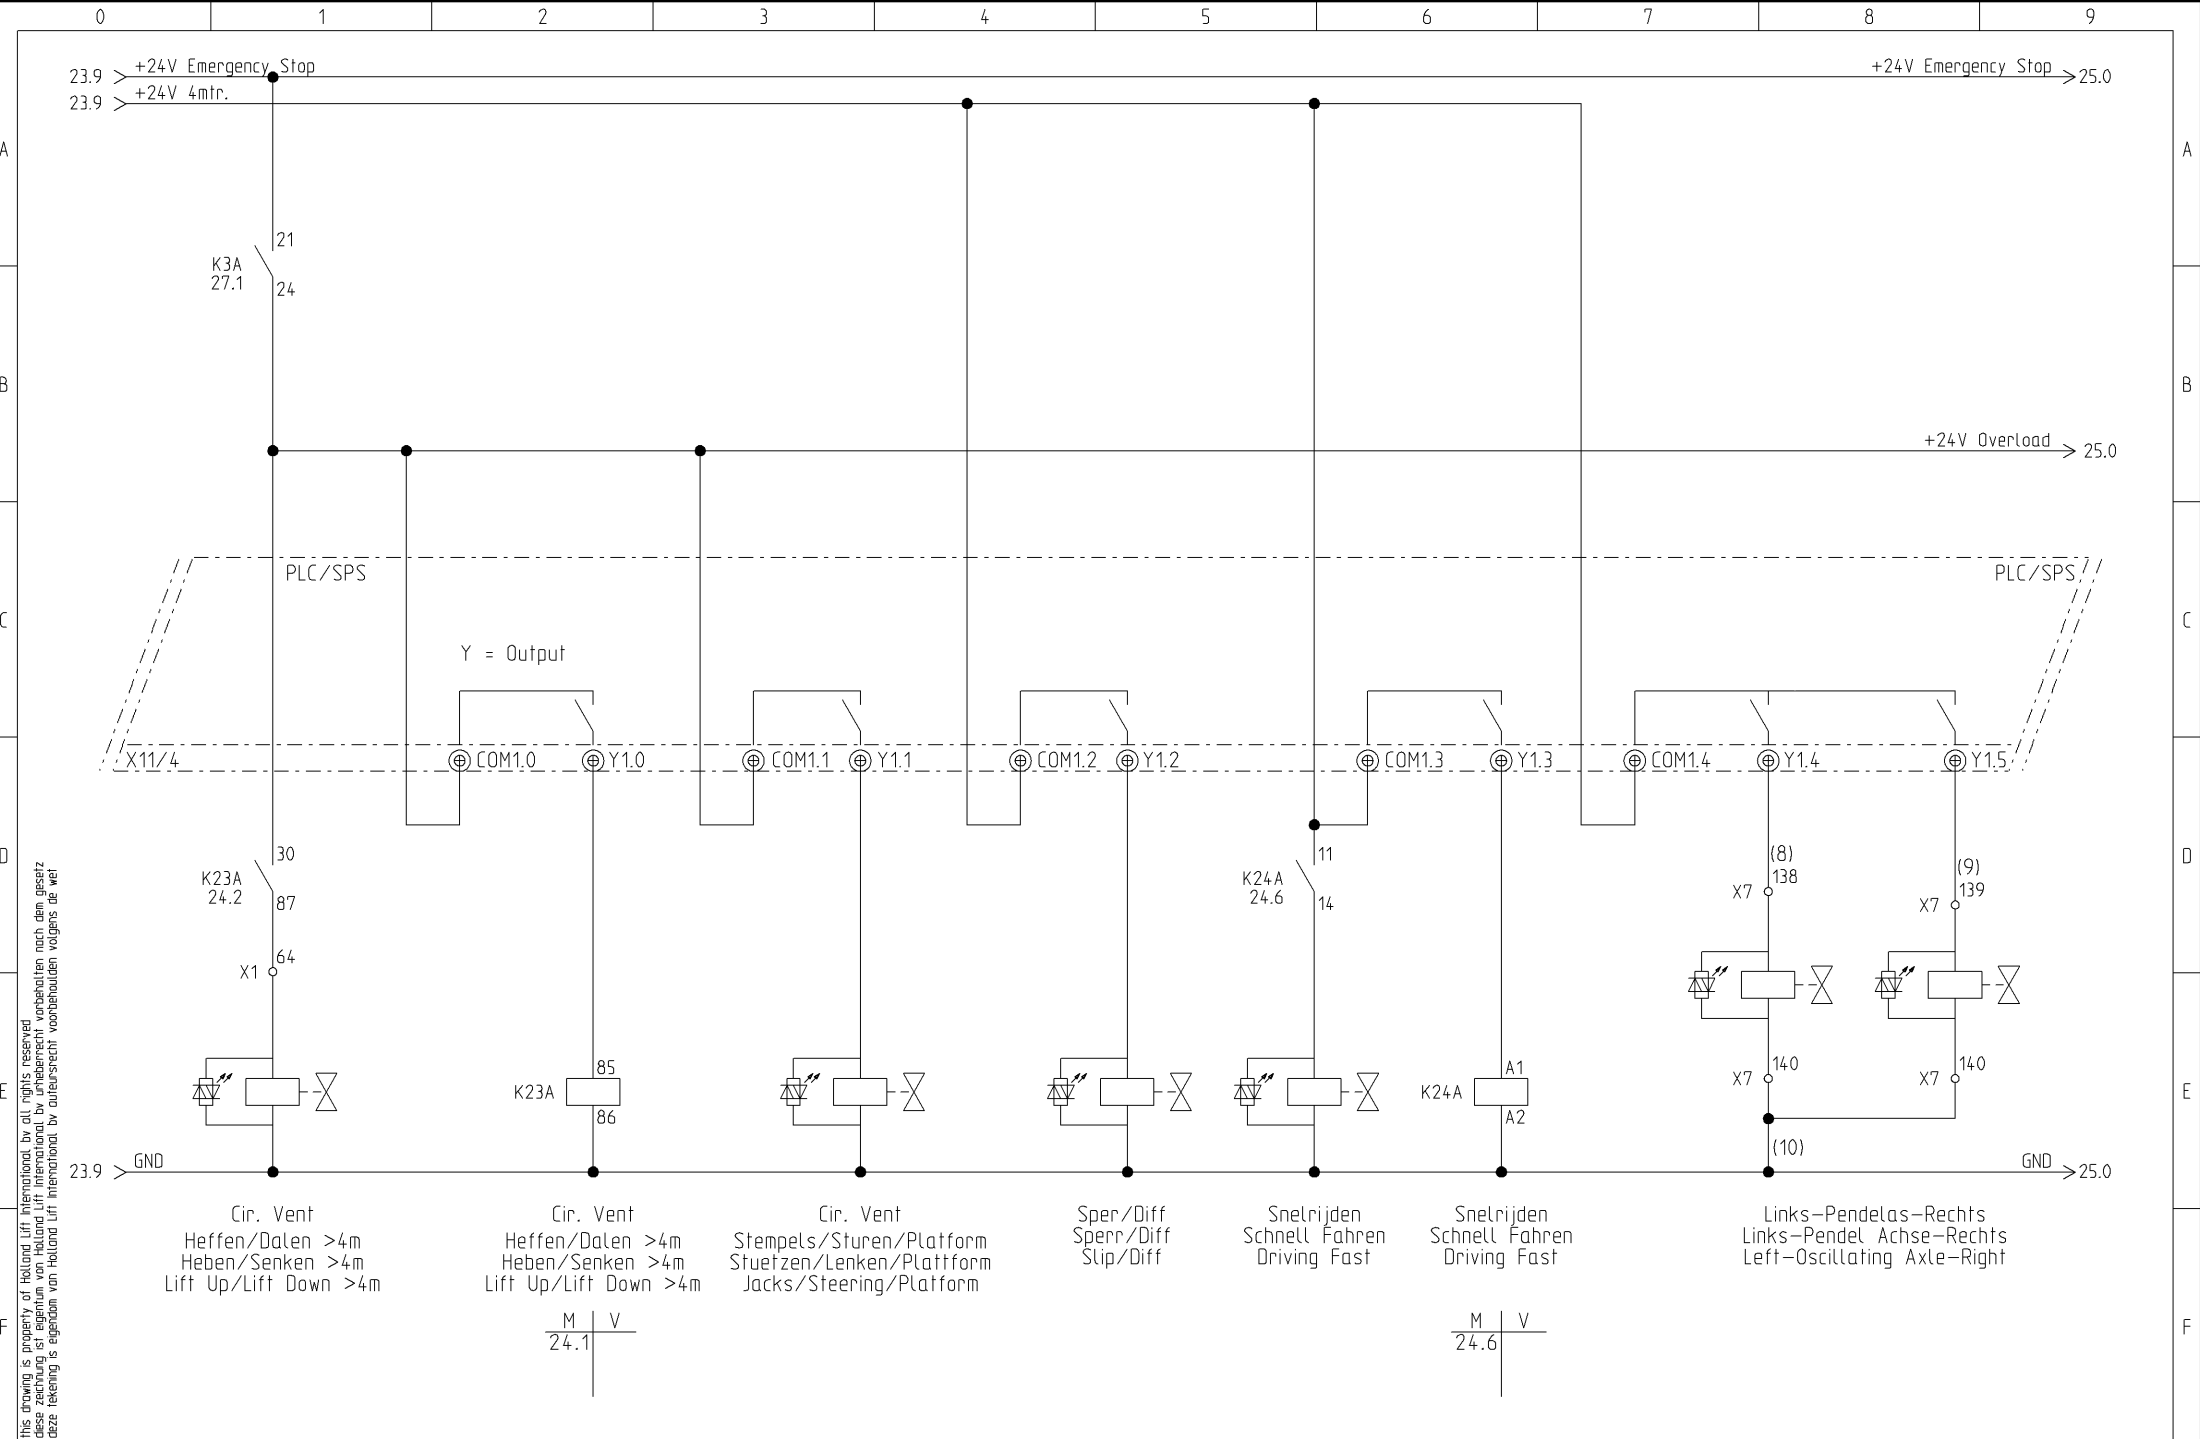 0 1 2 3 4 5 6 7 8 9
23.9 +24V Emergency Stop +24V Emergency Stop 25.0
23.9 +24V 4mtr.
A A
21
K3A
27.1
24
B B
+24V Overload 25.0
PLC/SPS PLC/SPS
C C
Y = Output
X11/4 COM1.0 Y1.0 COM1.1 Y1.1 COM1.2 Y1.2 COM1.3 Y1.3 COM1.4 Y1.4 Y1.5
D D
30
K23A
24.2
87
64
X1
11
K24A
24.6
14
(8)
138
X7
(9)
139
X7
E E
85
K23A
86
A1
K24A
A2
140
X7
140
X7
(10)
23.9 GND GND 25.0
Cir. Vent
Heffen/Dalen >4m
Heben/Senken >4m
Lift Up/Lift Down >4m
Cir. Vent
Heffen/Dalen >4m
Heben/Senken >4m
Lift Up/Lift Down >4m
Cir. Vent
Stempels/Sturen/Platform
Stuetzen/Lenken/Plattform
Jacks/Steering/Platform
Sper/Diff
Sperr/Diff
Slip/Diff
Snelrijden
Schnell Fahren
Driving Fast
Snelrijden
Schnell Fahren
Driving Fast
Links-Pendelas-Rechts
Links-Pendel Achse-Rechts
Left-Oscillating Axle-Right
F F
M V
24.1
M V
24.6
this drawing is property of Holland Lift International bv all rights reserved
diese zeichnung ist eigentum von Holland Lift International bv urheberrecht vorbehalten nach dem gesetz
deze tekening is eigendom van Holland Lift International bv auteursrecht voorbehouden volgens de wet